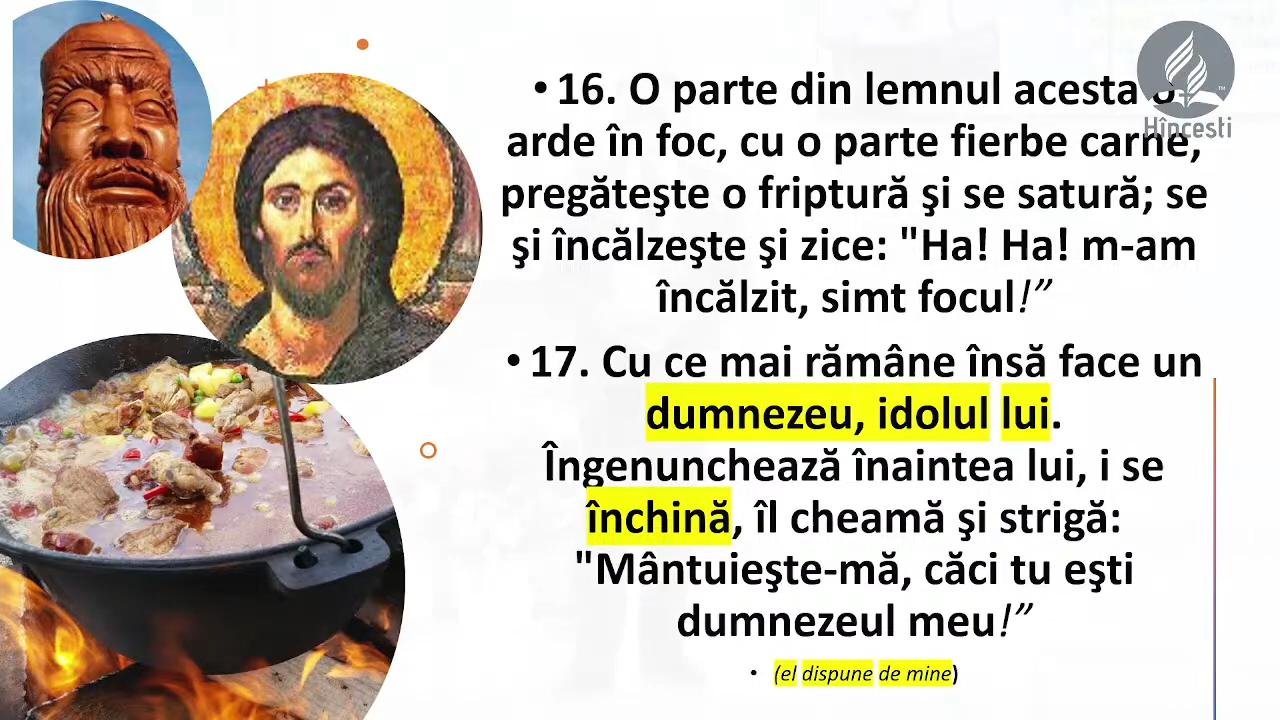 • 16. O parte din lemnul acesta o
arde în foc, cu o parte fierbe carne,
pregăteşte o friptură şi se satură; se
şi încălzeşte şi zice: "Ha! Ha! m-am
încălzit, simt focul!”
• 17. Cu ce mai rămâne însă face un
dumnezeu, idolul lui.
Îngenunchează înaintea lui, i se
închină, îl cheamă şi strigă:
"Mântuieşte-mă, căci tu eşti
dumnezeul meu!”
• (el dispune de mine)
Hîncesti